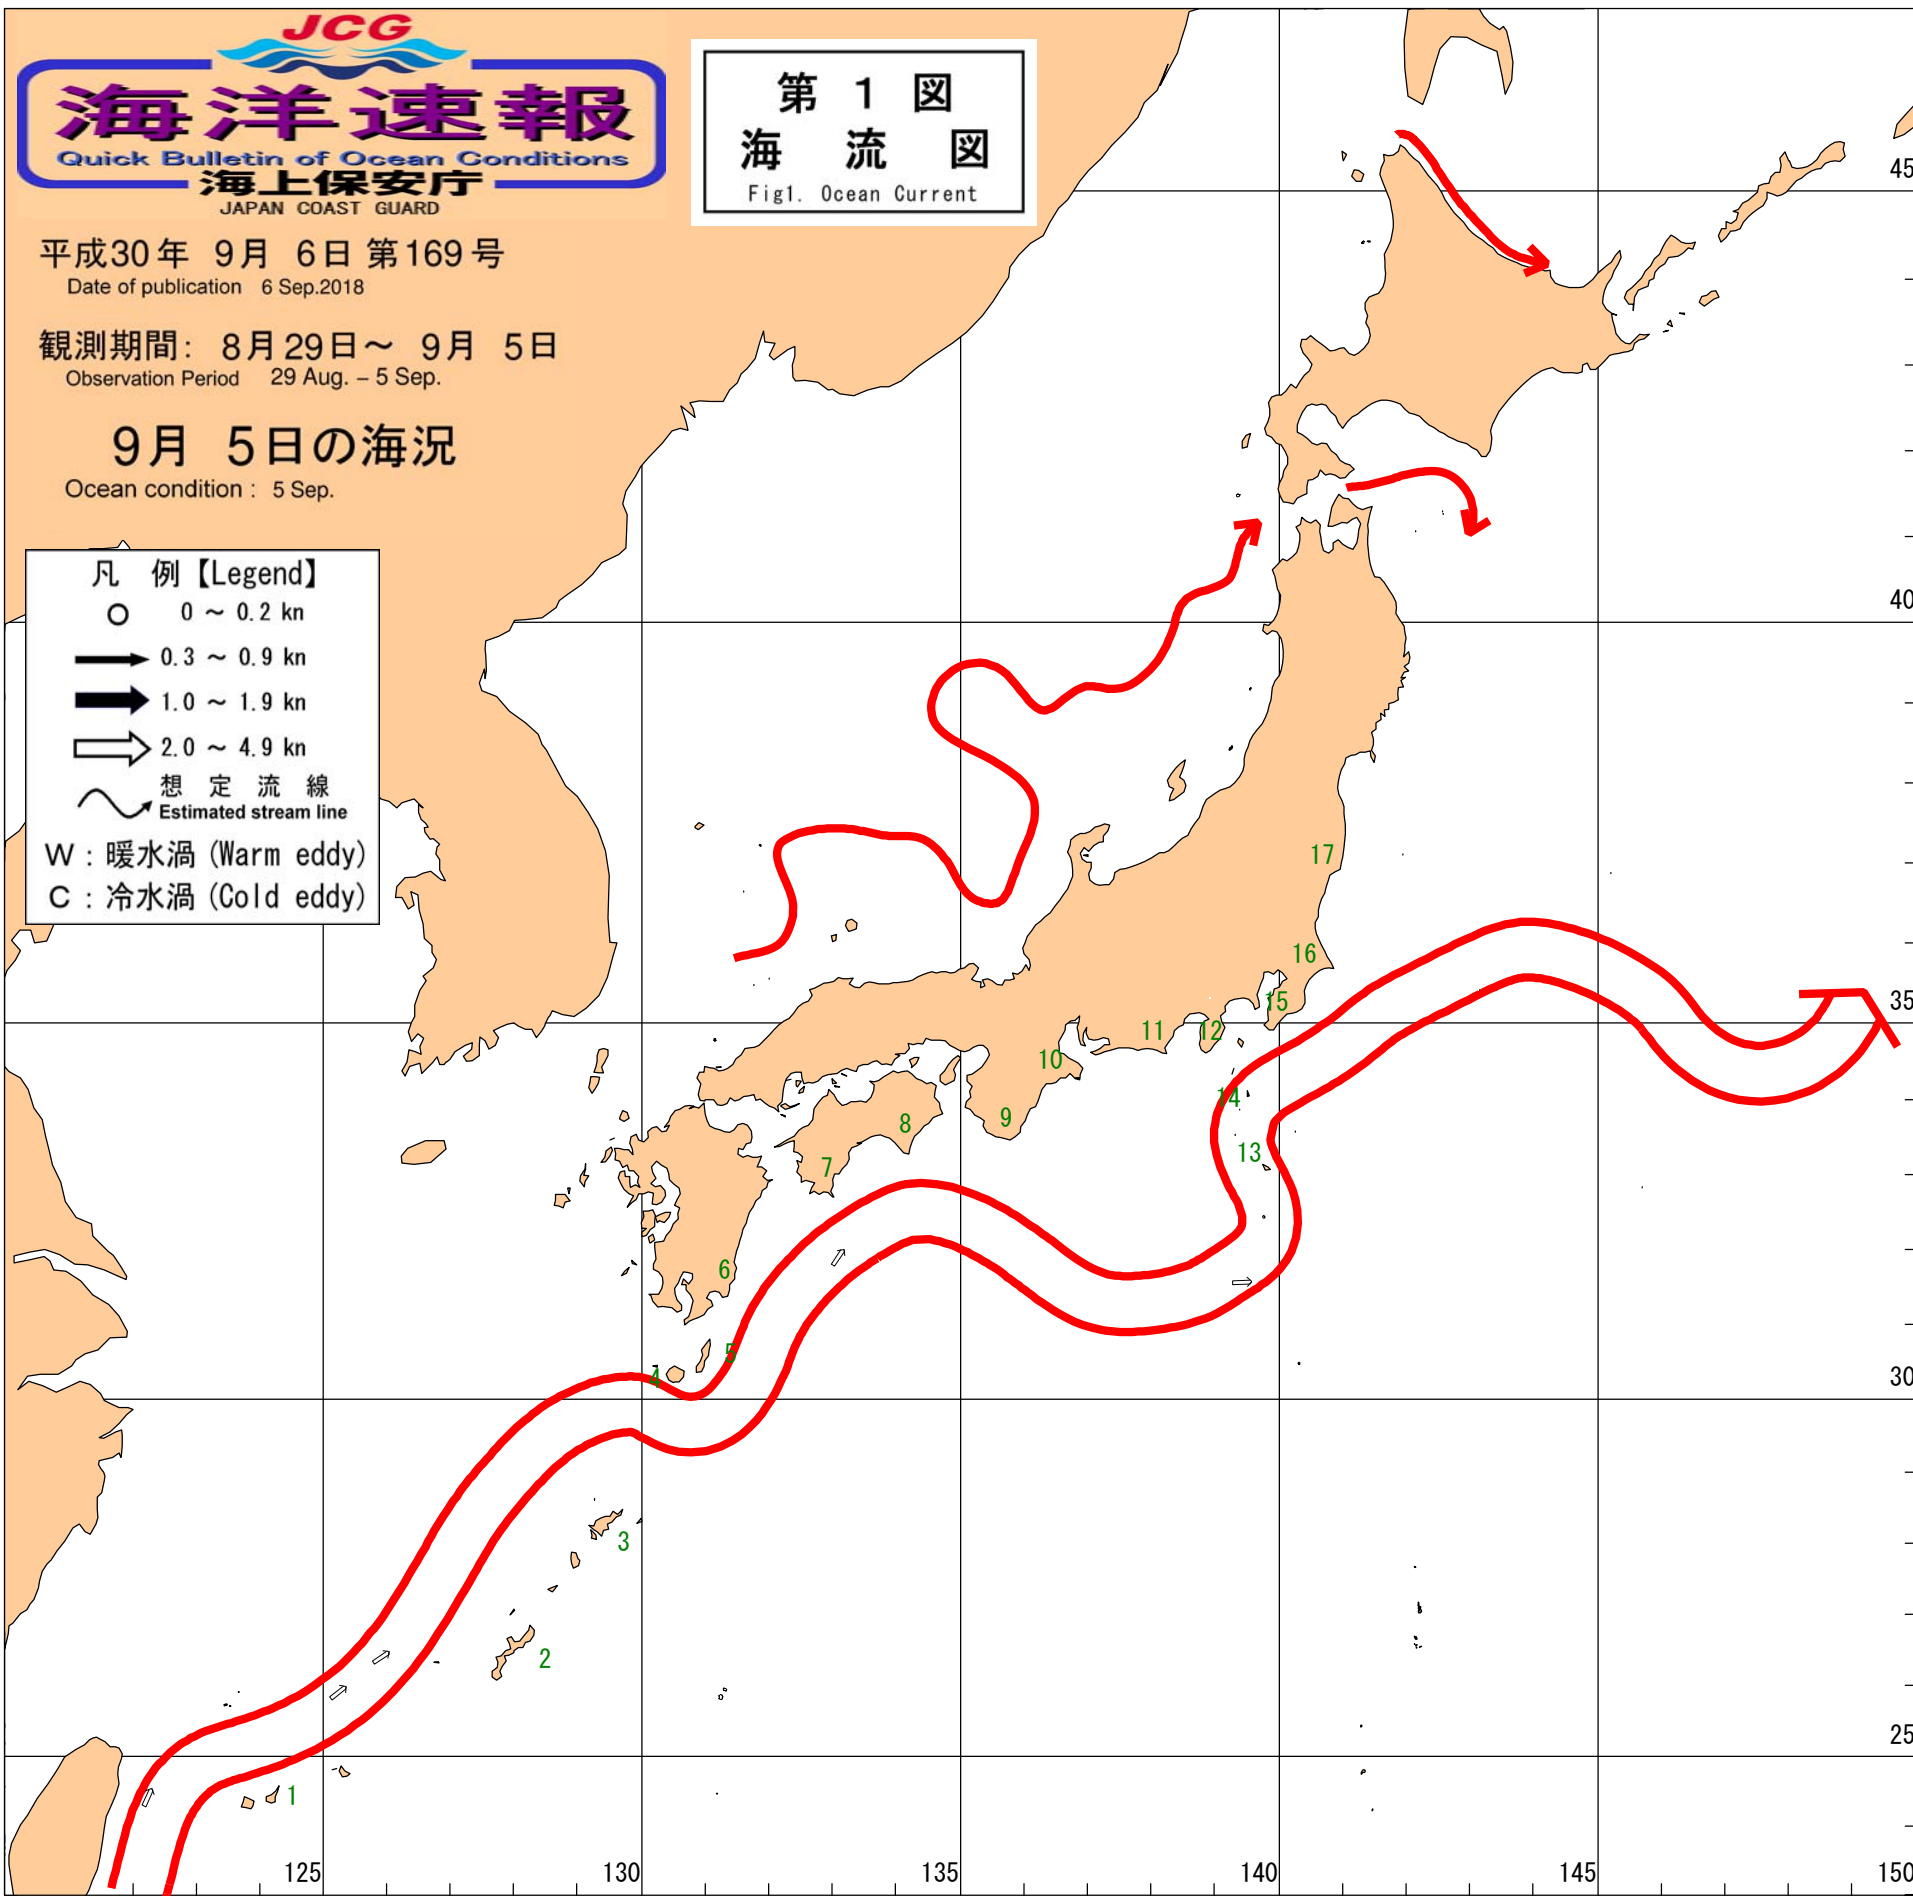 JCG
海洋速報
Quick Bulletin of Ocean Conditions
海上保安庁
JAPAN COAST GUARD
平成30年 9月 6日 第169号
Date of publication 6 Sep.2018
観測期間: 8月29日～ 9月 5日
Observation Period 29 Aug. – 5 Sep.
9月 5日の海況
Ocean condition : 5 Sep.
第 1 図
海 流 図
Fig1. Ocean Current
凡 例【Legend】
0 ～ 0.2 kn
0.3 ～ 0.9 kn
1.0 ～ 1.9 kn
2.0 ～ 4.9 kn
想 定 流 線
Estimated stream line
W : 暖水渦 (Warm eddy)
C : 冷水渦 (Cold eddy)
45
40
17
16
35
15
11
12
10
14
9
8
13
7
6
5
4
30
3
2
25
1
125
130
135
140
145
150